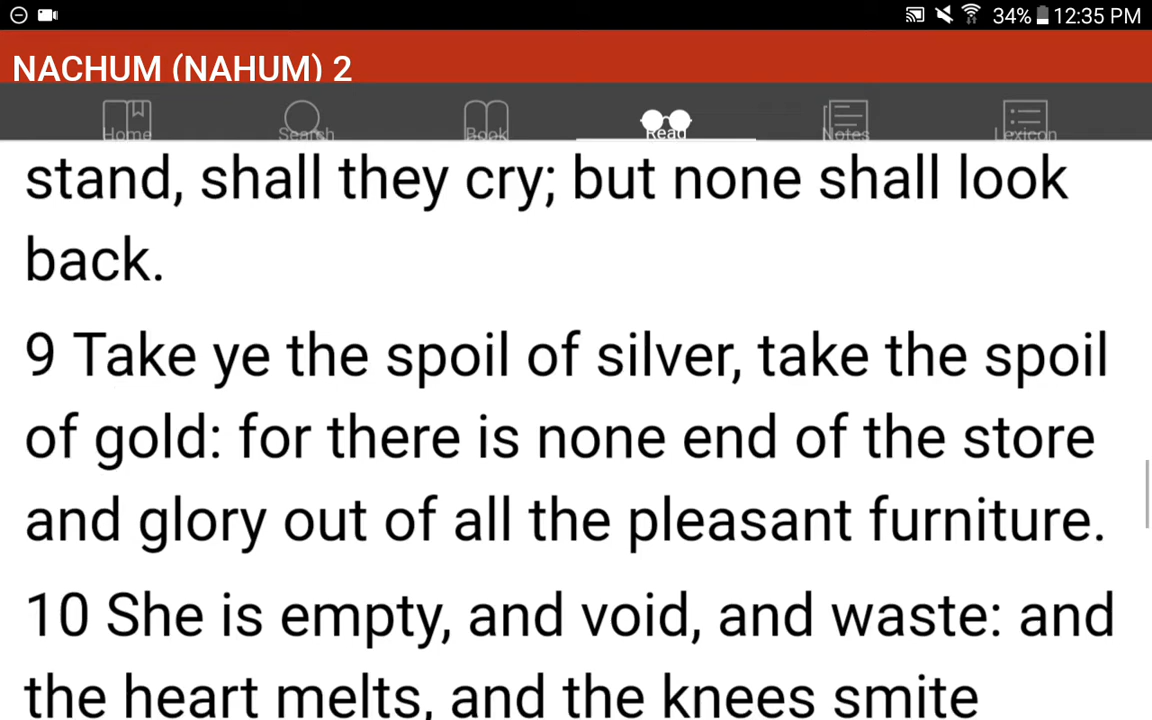 34% 12:35 PM
NACHUM (NAHUM) 2
Home Search Book Read Notes Lexicon
stand, shall they cry; but none shall look
back.
9 Take ye the spoil of silver, take the spoil
of gold: for there is none end of the store
and glory out of all the pleasant furniture.
10 She is empty, and void, and waste: and
the heart melts, and the knees smite